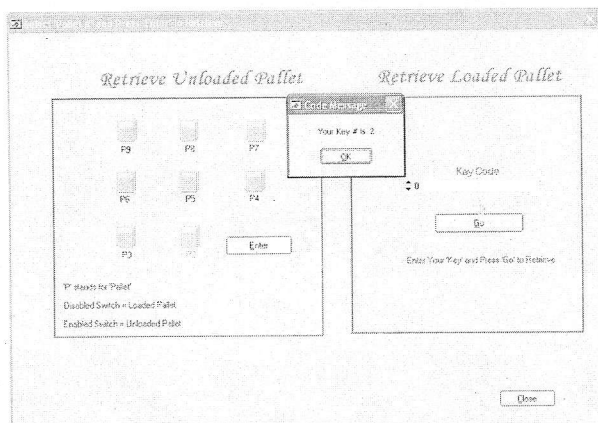 Retrieve Unloaded Pallet
Retrieve Loaded Pallet
Code Message
Your Key # Is 2
OK
P9 P8 P7
P6 P5 P4
P3 P2
Enter
'P' stands for 'Pallet'
Disabled Switch = Loaded Pallet
Enabled Switch = Unloaded Pallet
Key Code
0
Go
Enter 'Your Key' and Press 'Go' to Retrieve
Close